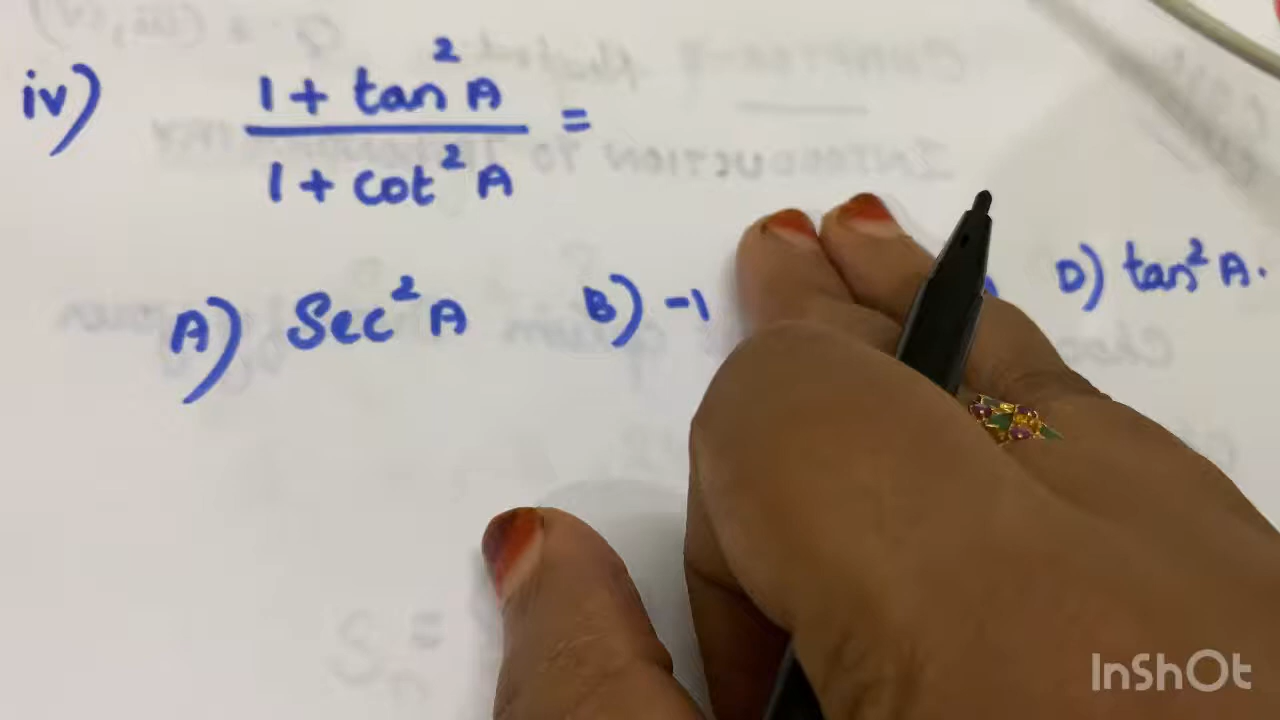 iv) 1 + tan²A =
1 + cot²A
A) Sec²A B) -1 D) tan²A.
InShOt